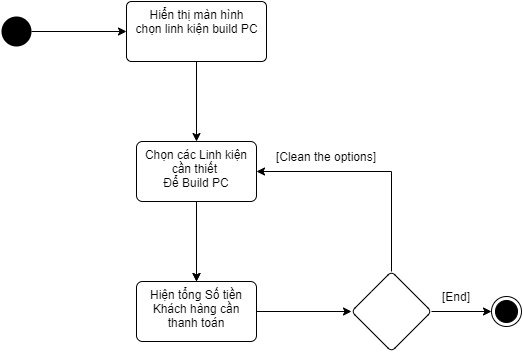 Hiển thị màn hình
chọn linh kiện build PC
Chọn các Linh kiện
cần thiết
Để Build PC
[Clean the options]
Hiện tổng Số tiền
Khách hàng cần
thanh toán
[End]